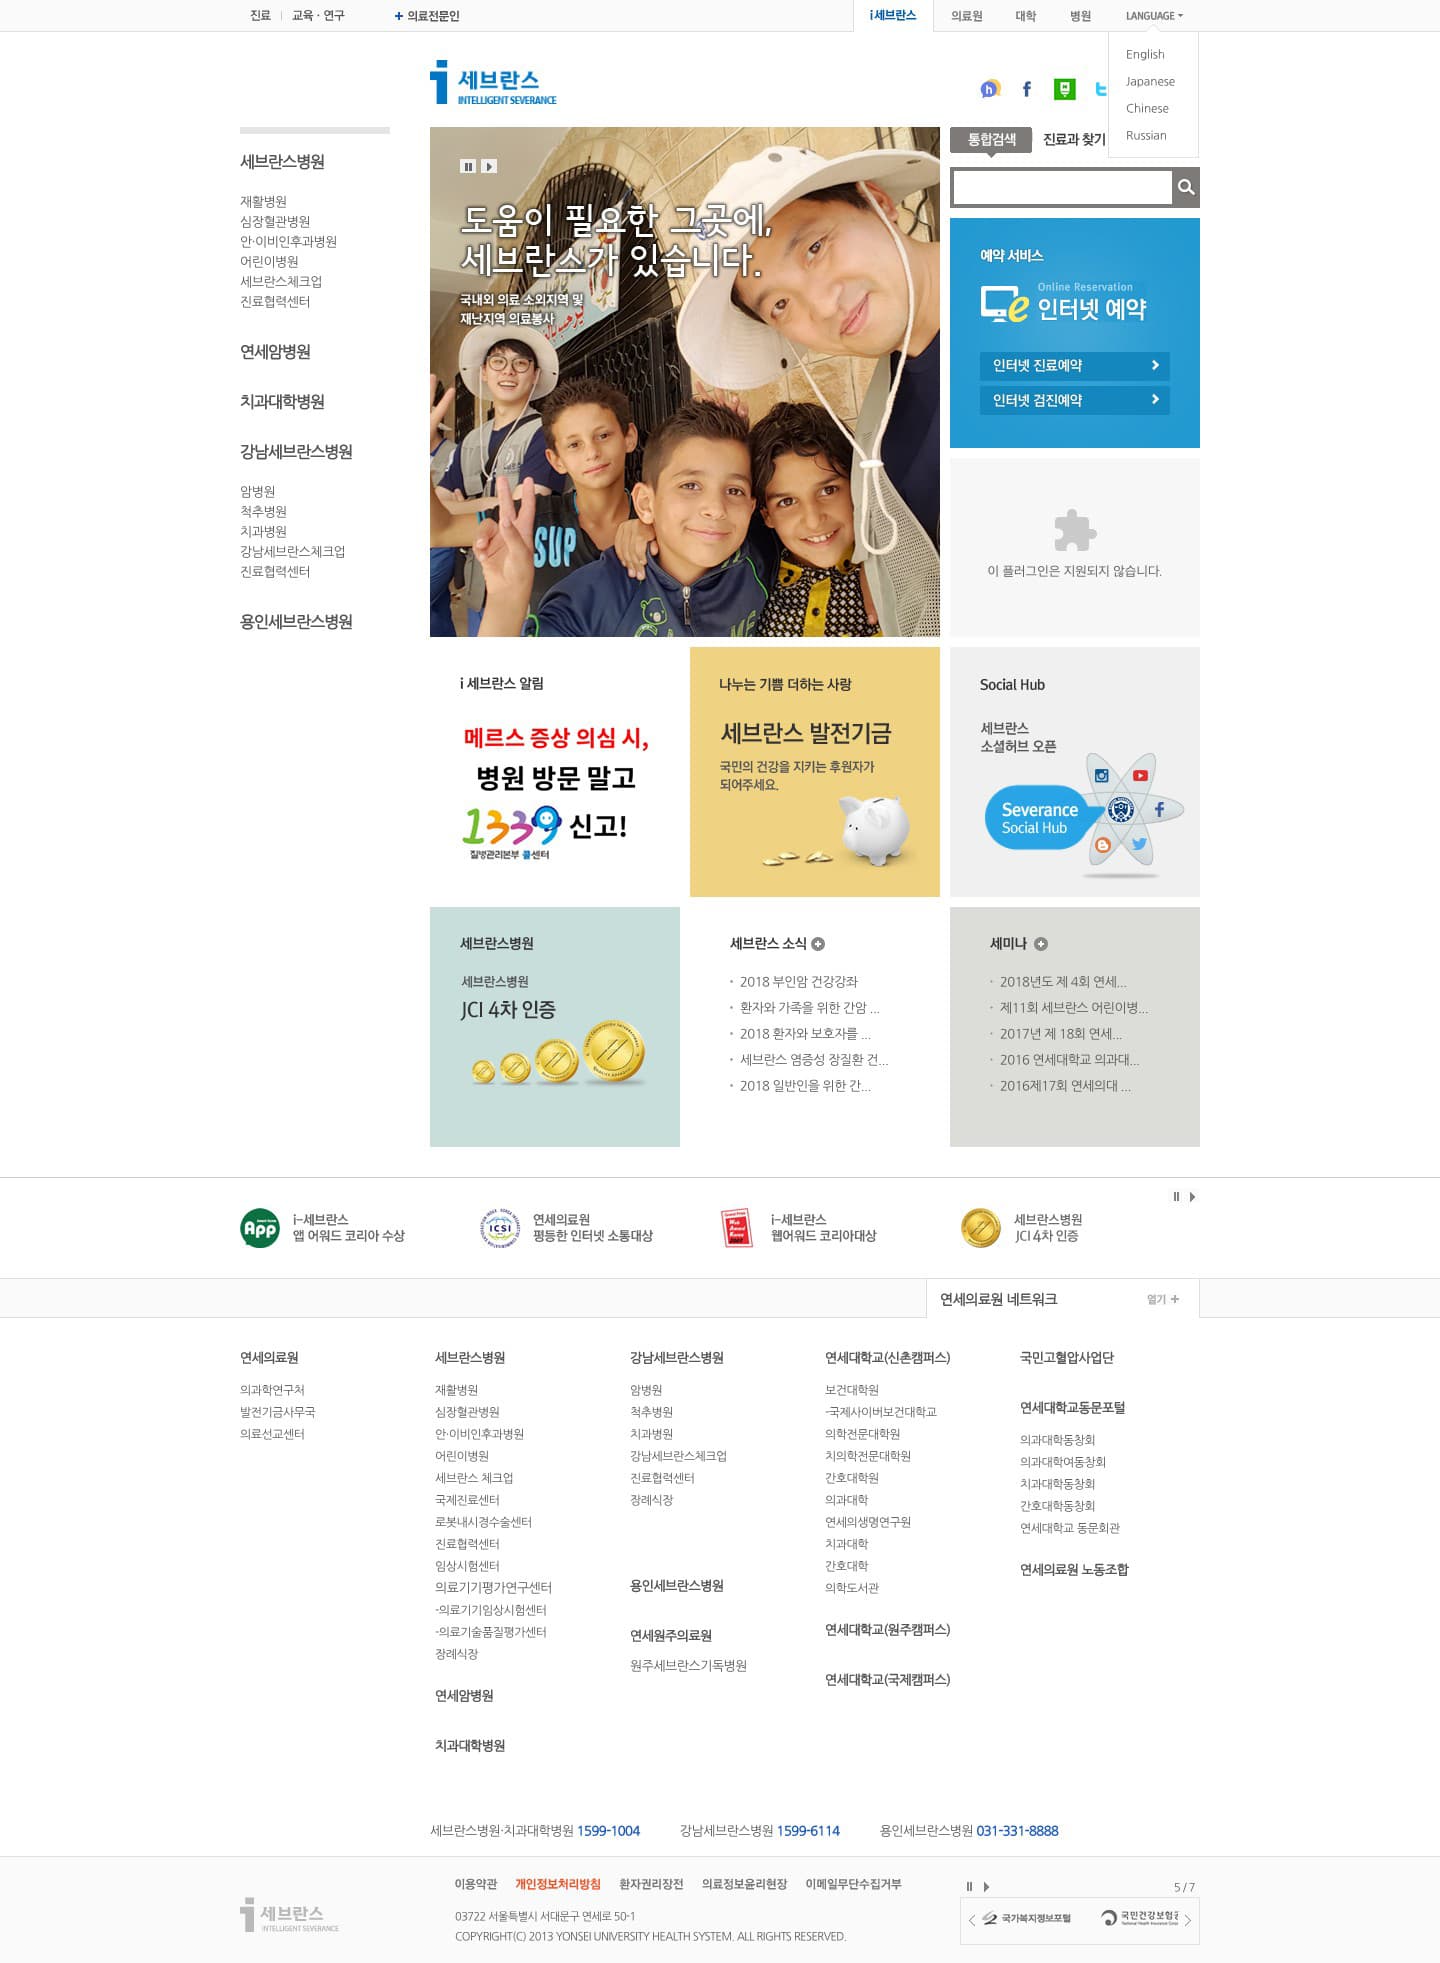 진료
교육 · 연구
의료전문인
i세브란스
의료원
대학
병원
LANGUAGE
English
Japanese
Chinese
Russian
i 세브란스
INTELLIGENT SEVERANCE
세브란스병원
재활병원
심장혈관병원
안·이비인후과병원
어린이병원
세브란스체크업
진료협력센터
연세암병원
치과대학병원
강남세브란스병원
암병원
척추병원
치과병원
강남세브란스체크업
진료협력센터
용인세브란스병원
도움이 필요한 그곳에,
세브란스가 있습니다.
국내외 의료 소외지역 및
재난지역 의료봉사
SUP
통합검색
진료과 찾기
예약 서비스
Online Reservation
인터넷 예약
인터넷 진료예약
인터넷 검진예약
이 플러그인은 지원되지 않습니다.
i 세브란스 알림
메르스 증상 의심 시,
병원 방문 말고
1339 신고!
질병관리본부 콜센터
나누는 기쁨 더하는 사랑
세브란스 발전기금
국민의 건강을 지키는 후원자가
되어주세요.
Social Hub
세브란스
소셜허브 오픈
Severance
Social Hub
세브란스병원
세브란스병원
JCI 4차 인증
세브란스 소식
2018 부인암 건강강좌
환자와 가족을 위한 간암 ...
2018 환자와 보호자를 ...
세브란스 염증성 장질환 건...
2018 일반인을 위한 간...
세미나
2018년도 제 4회 연세...
제11회 세브란스 어린이병...
2017년 제 18회 연세...
2016 연세대학교 의과대...
2016제17회 연세의대 ...
App
i-세브란스
앱 어워드 코리아 수상
ICSI
연세의료원
평등한 인터넷 소통대상
i-세브란스
웹어워드 코리아대상
세브란스병원
JCI 4차 인증
연세의료원 네트워크
열기 +
연세의료원
의과학연구처
발전기금사무국
의료선교센터
세브란스병원
재활병원
심장혈관병원
안·이비인후과병원
어린이병원
세브란스 체크업
국제진료센터
로봇내시경수술센터
진료협력센터
임상시험센터
의료기기평가연구센터
-의료기기임상시험센터
-의료기술품질평가센터
장례식장
연세암병원
치과대학병원
강남세브란스병원
암병원
척추병원
치과병원
강남세브란스체크업
진료협력센터
장례식장
용인세브란스병원
연세원주의료원
원주세브란스기독병원
연세대학교(신촌캠퍼스)
보건대학원
-국제사이버보건대학교
의학전문대학원
치의학전문대학원
간호대학원
의과대학
연세의생명연구원
치과대학
간호대학
의학도서관
연세대학교(원주캠퍼스)
연세대학교(국제캠퍼스)
국민고혈압사업단
연세대학교동문포털
의과대학동창회
의과대학여동창회
치과대학동창회
간호대학동창회
연세대학교 동문회관
연세의료원 노동조합
세브란스병원·치과대학병원 1599-1004
강남세브란스병원 1599-6114
용인세브란스병원 031-331-8888
i 세브란스
INTELLIGENT SEVERANCE
이용약관
개인정보처리방침
환자권리장전
의료정보윤리헌장
이메일무단수집거부
03722 서울특별시 서대문구 연세로 50-1
COPYRIGHT(C) 2013 YONSEI UNIVERSITY HEALTH SYSTEM. ALL RIGHTS RESERVED.
5 / 7
국가복지정보포털
국민건강보험공